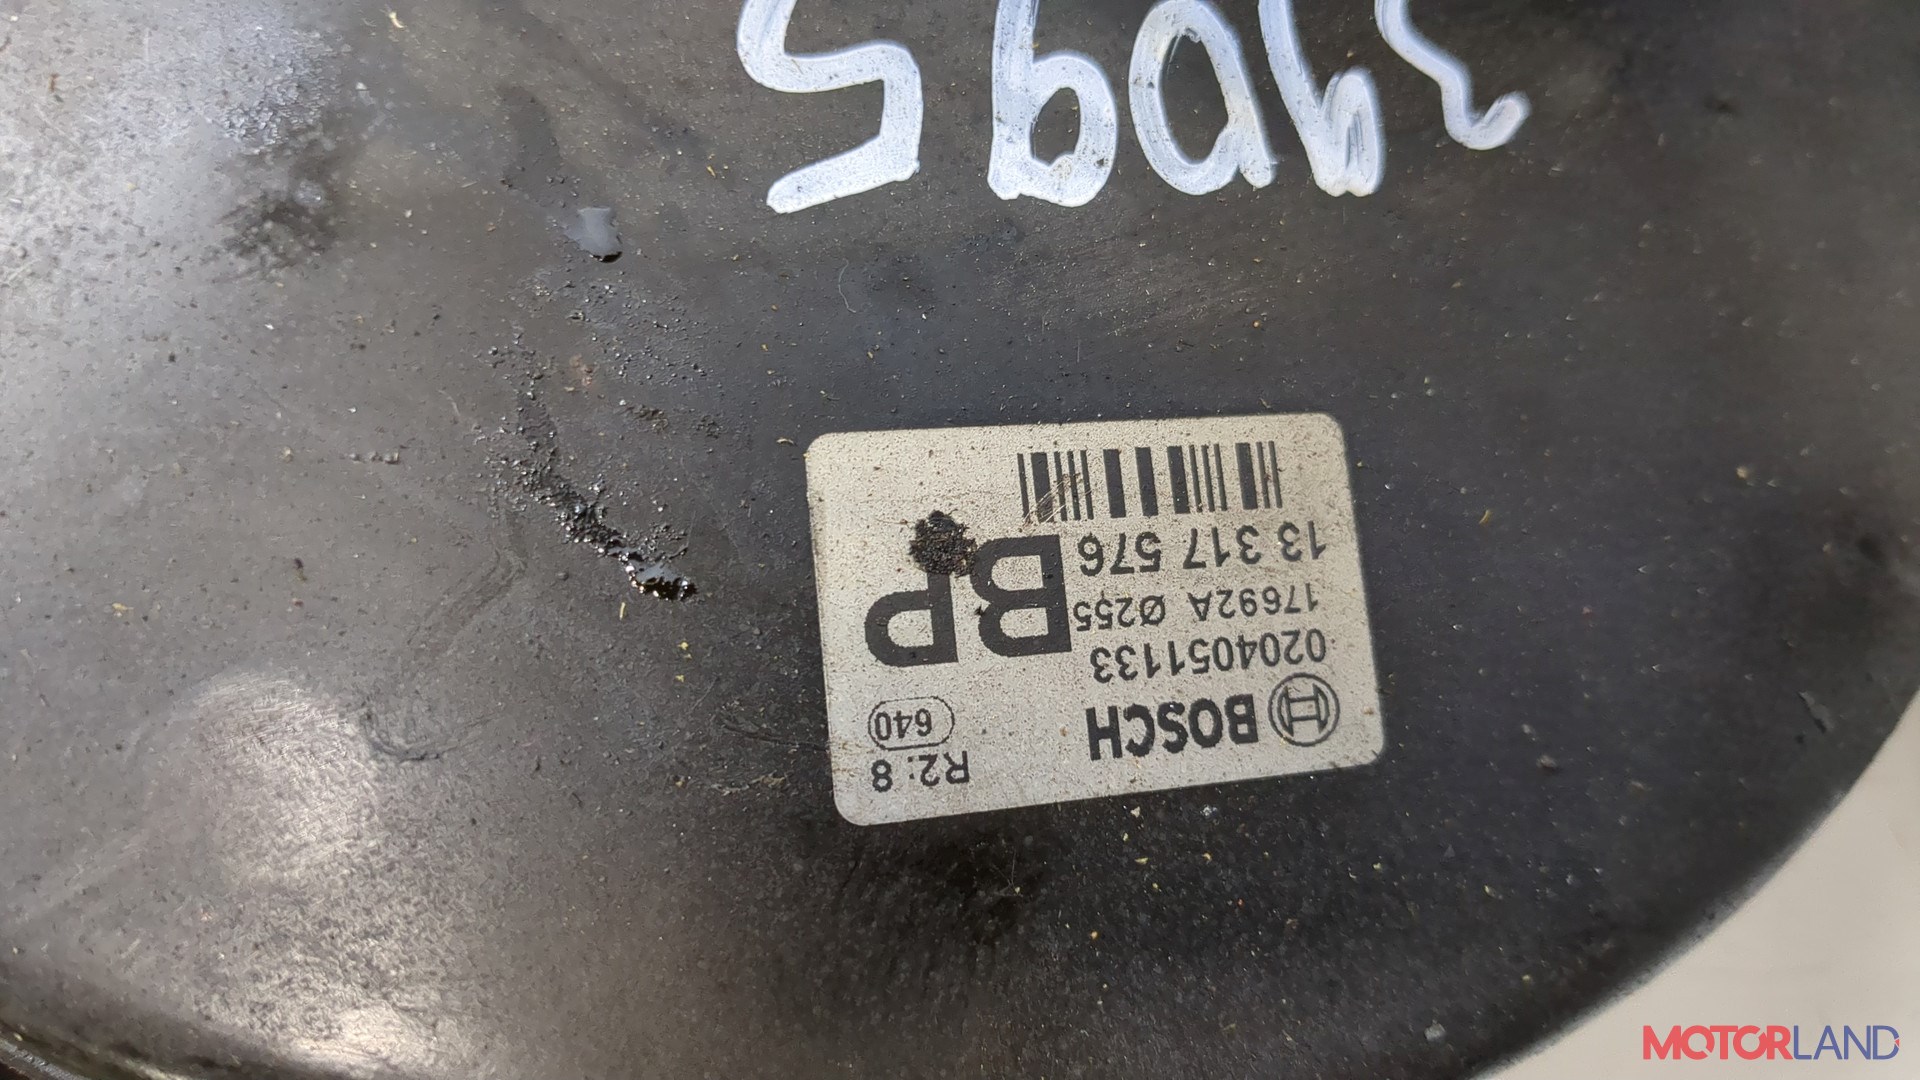 BOSCH R2:8
640
0204051133
17692A Ø255
13 317 576
BP
MOTORLAND